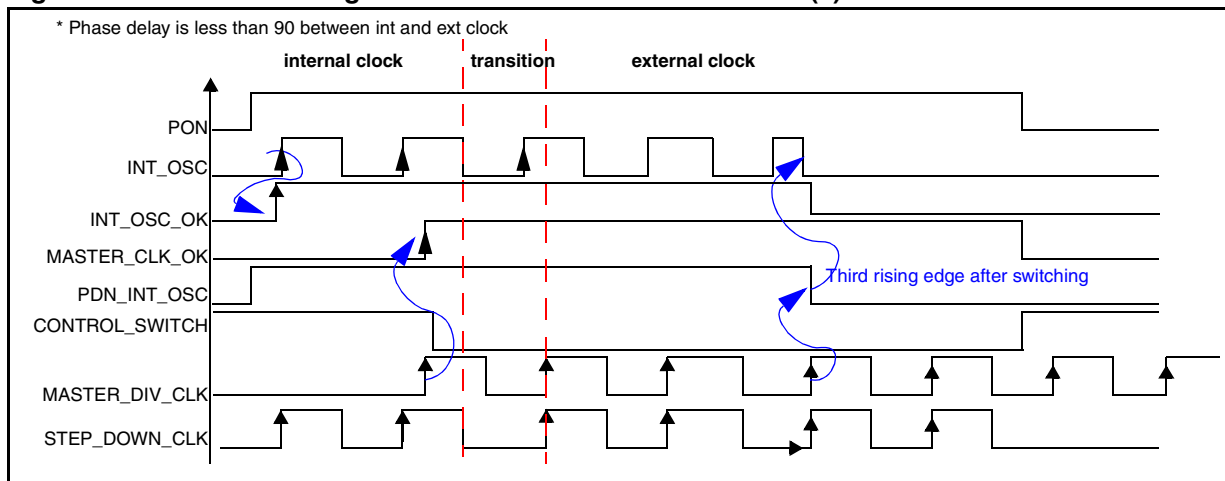 * Phase delay is less than 90 between int and ext clock
internal clock
transition
external clock
PON
INT_OSC
INT_OSC_OK
MASTER_CLK_OK
Third rising edge after switching
PDN_INT_OSC
CONTROL_SWITCH
MASTER_DIV_CLK
STEP_DOWN_CLK